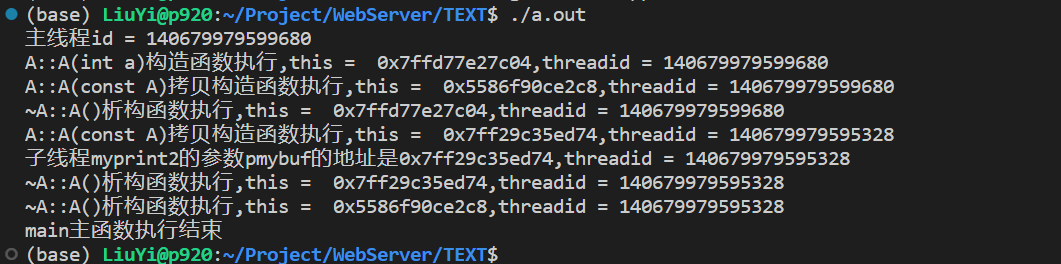 (base) LiuYi@p920:~/Project/WebServer/TEXT$ ./a.out
主线程id = 140679979599680
A::A(int a)构造函数执行,this =  0x7ffd77e27c04,threadid = 140679979599680
A::A(const A)拷贝构造函数执行,this =  0x5586f90ce2c8,threadid = 140679979599680
~A::A()析构函数执行,this =  0x7ffd77e27c04,threadid = 140679979599680
A::A(const A)拷贝构造函数执行,this =  0x7ff29c35ed74,threadid = 140679979595328
子线程myprint2的参数pmybuf的地址是0x7ff29c35ed74,threadid = 140679979595328
~A::A()析构函数执行,this =  0x7ff29c35ed74,threadid = 140679979595328
~A::A()析构函数执行,this =  0x5586f90ce2c8,threadid = 140679979595328
main主函数执行结束
(base) LiuYi@p920:~/Project/WebServer/TEXT$